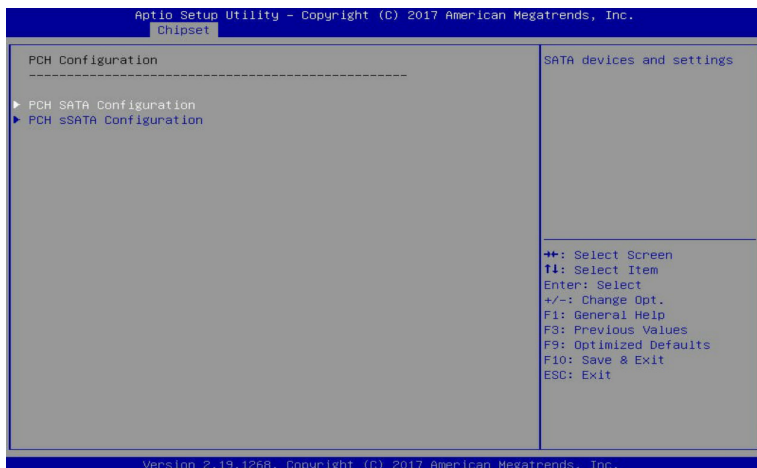 Aptio Setup Utility – Copyright (C) 2017 American Megatrends, Inc.
Chipset
PCH Configuration
--------------------------------------------------
▶ PCH SATA Configuration
▶ PCH sSATA Configuration
SATA devices and settings
→←: Select Screen
↑↓: Select Item
Enter: Select
+/-: Change Opt.
F1: General Help
F3: Previous Values
F9: Optimized Defaults
F10: Save & Exit
ESC: Exit
Version 2.19.1268. Copyright (C) 2017 American Megatrends, Inc.